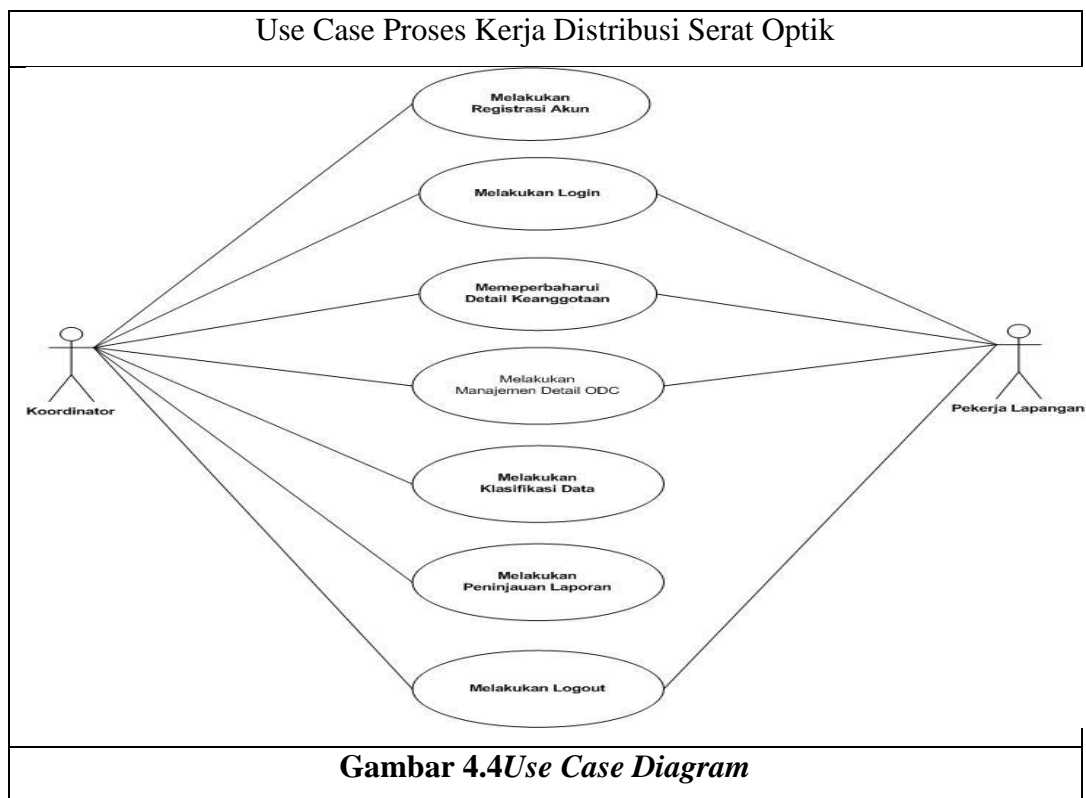 Use Case Proses Kerja Distribusi Serat Optik
Melakukan
Registrasi Akun
Melakukan Login
Memeperbaharui
Detail Keanggotaan
Melakukan
Manajemen Detail ODC
Koordinator
Pekerja Lapangan
Melakukan
Klasifikasi Data
Melakukan
Peninjauan Laporan
Melakukan Logout
Gambar 4.4Use Case Diagram